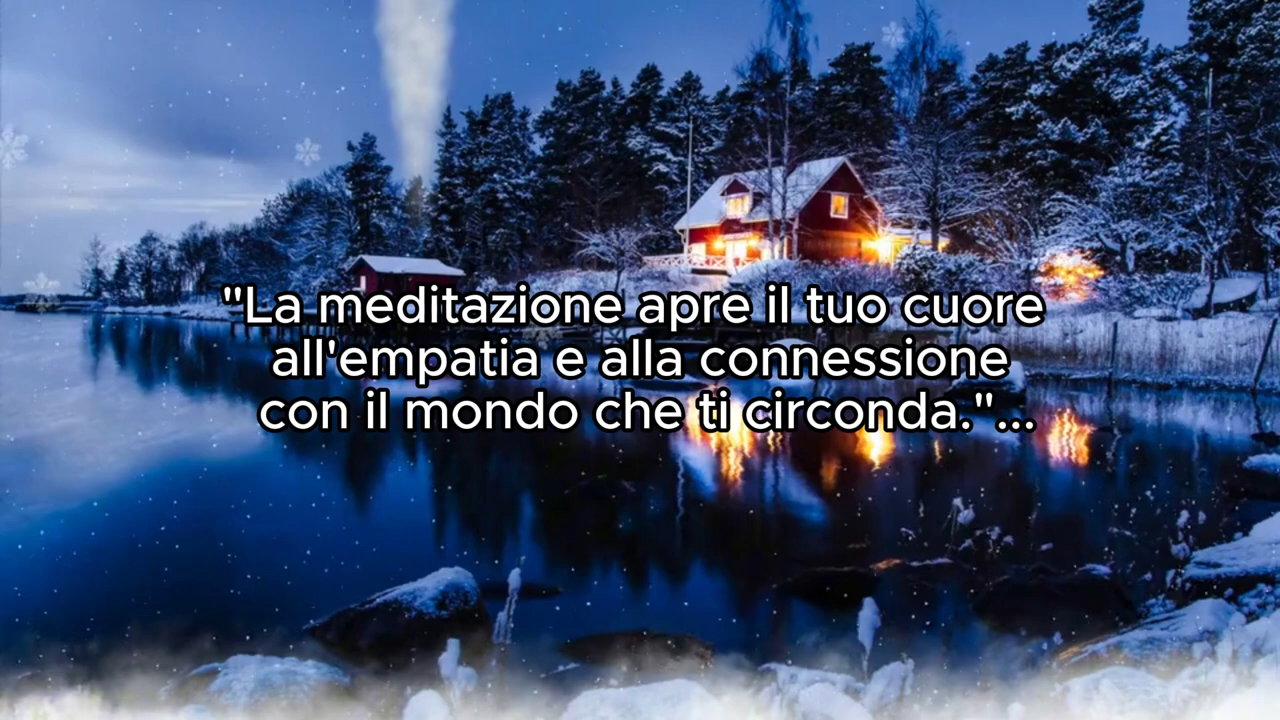 "La meditazione apre il tuo cuore
all'empatia e alla connessione
con il mondo che ti circonda."...